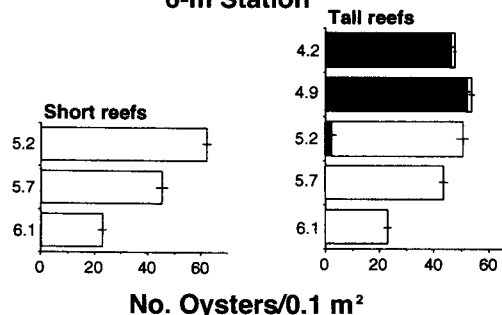 6-m Station
Tall reefs
4.2
4.9
5.2
5.7
6.1
0 20 40 60
Short reefs
5.2
5.7
6.1
0 20 40 60
No. Oysters/0.1 m²